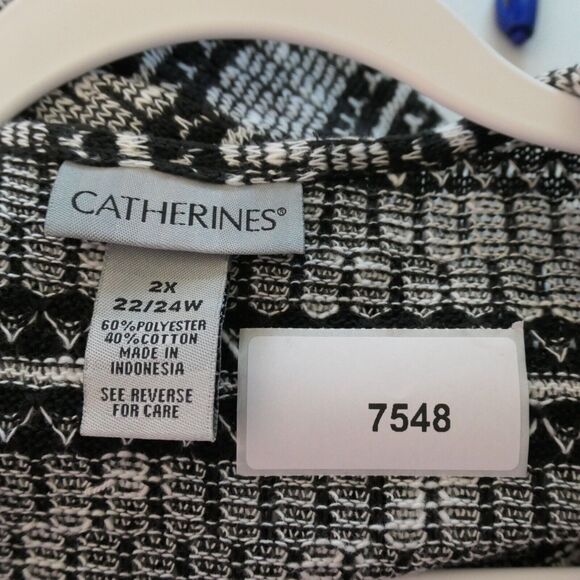 CATHERINES®
2X
22/24W
60%POLYESTER
40%COTTON
MADE IN
INDONESIA
SEE REVERSE
FOR CARE
7548